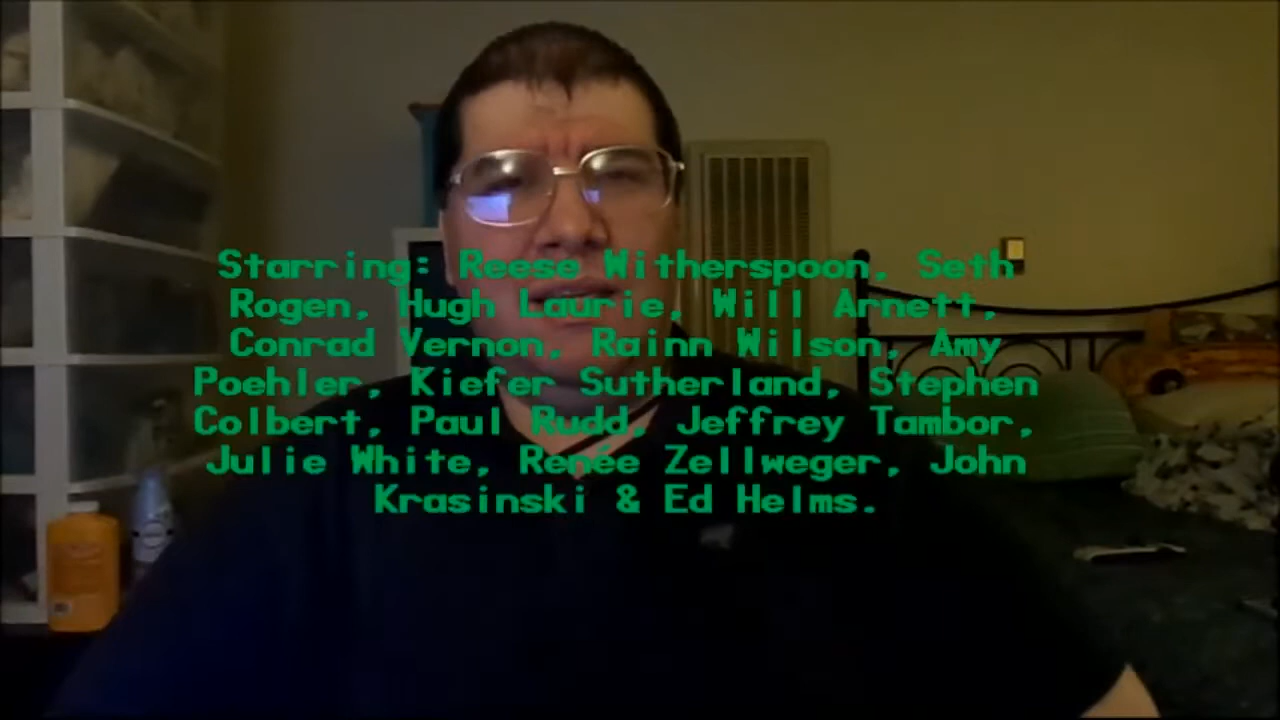 Starring: Reese Witherspoon, Seth
Rogen, Hugh Laurie, Will Arnett,
Conrad Vernon, Rainn Wilson, Amy
Poehler, Kiefer Sutherland, Stephen
Colbert, Paul Rudd, Jeffrey Tambor,
Julie White, Renée Zellweger, John
Krasinski & Ed Helms.